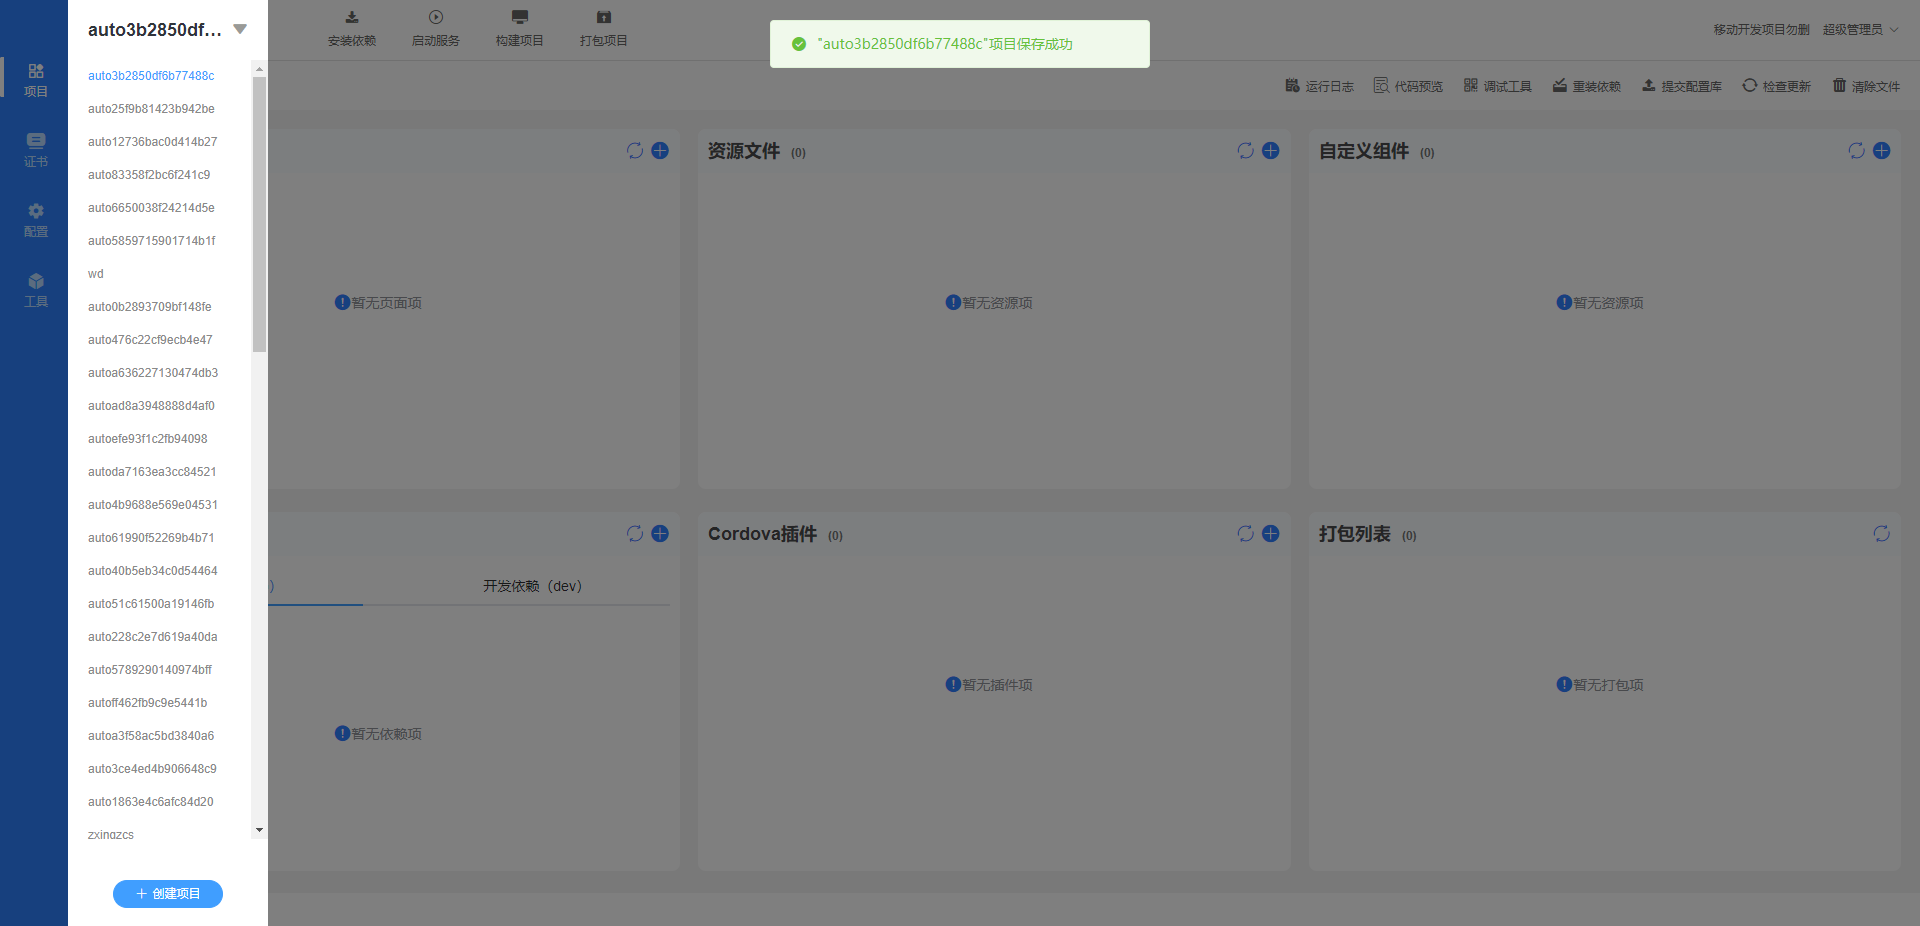 项目
证书
配置
工具
auto3b2850df...
auto3b2850df6b77488c
auto25f9b81423b942be
auto12736bac0d414b27
auto83358f2bc6f241c9
auto6650038f24214d5e
auto5859715901714b1f
wd
auto0b2893709bf148fe
auto476c22cf9ecb4e47
autoa636227130474db3
autoad8a3948888d4af0
autoefe93f1c2fb94098
autoda7163ea3cc84521
auto4b9688e569e04531
auto61990f52269b4b71
auto40b5eb34c0d54464
auto51c61500a19146fb
auto228c2e7d619a40da
auto5789290140974bff
autoff462fb9c9e5441b
autoa3f58ac5bd3840a6
auto3ce4ed4b906648c9
auto1863e4c6afc84d20
zxingzcs
创建项目
安装依赖 启动服务 构建项目 打包项目
"auto3b2850df6b77488c"项目保存成功
移动开发项目勿删 超级管理员
运行日志 代码预览 调试工具 重装依赖 提交配置库 检查更新 清除文件
暂无页面项
资源文件 (0)
暂无资源项
自定义组件 (0)
暂无资源项
)
开发依赖（dev）
暂无依赖项
Cordova插件 (0)
暂无插件项
打包列表 (0)
暂无打包项